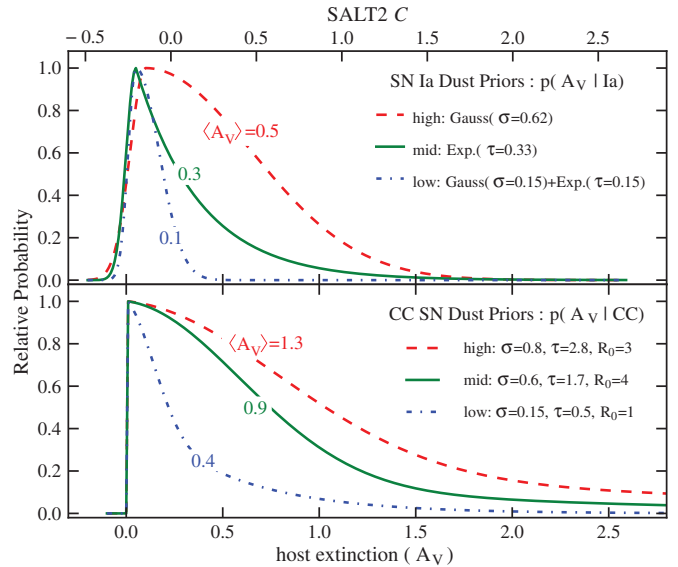 SALT2 C
−0.5 0.0 0.5 1.0 1.5 2.0 2.5
1.0
0.8
0.6
0.4
0.2
0.0
SN Ia Dust Priors : p( A_V | Ia)
high: Gauss( σ=0.62)
mid: Exp.( τ=0.33)
low: Gauss( σ=0.15)+Exp.( τ=0.15)
⟨A_V⟩=0.5
0.3
0.1
Relative Probability
1.0
0.8
0.6
0.4
0.2
0.0
CC SN Dust Priors : p( A_V | CC)
high: σ=0.8, τ=2.8, R_0=3
mid: σ=0.6, τ=1.7, R_0=4
low: σ=0.15, τ=0.5, R_0=1
⟨A_V⟩=1.3
0.9
0.4
0.0 0.5 1.0 1.5 2.0 2.5
host extinction ( A_V )